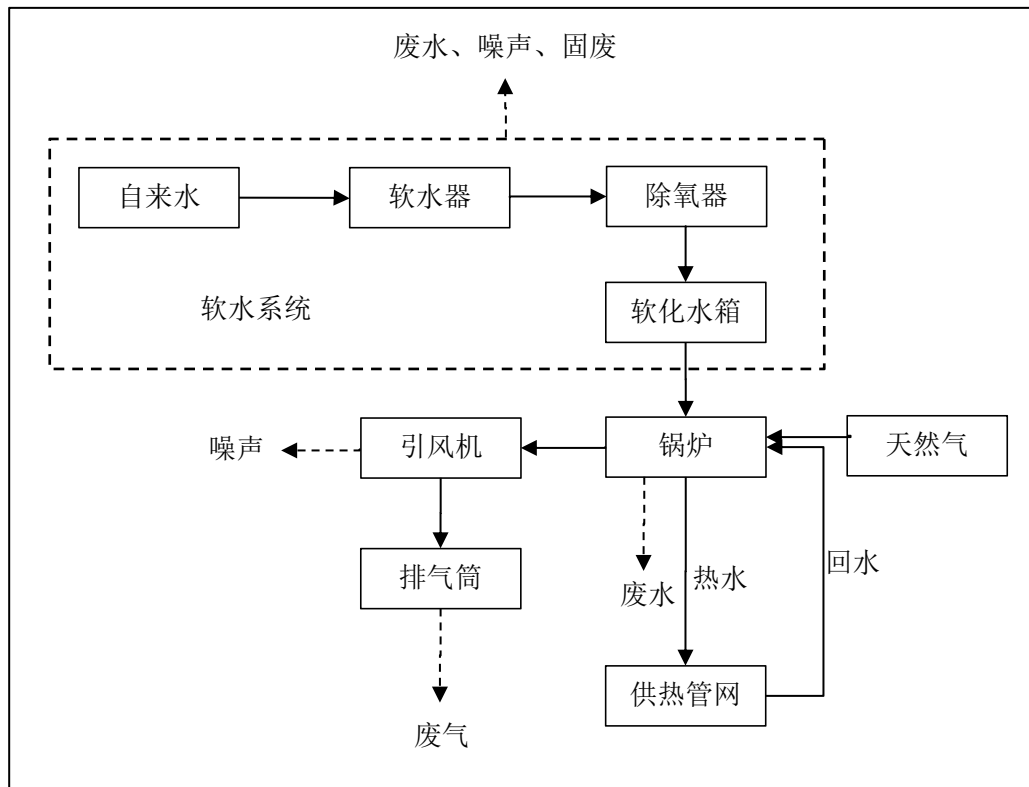 废水、噪声、固废
自来水
软水器
除氧器
软水系统
软化水箱
噪声
引风机
锅炉
天然气
排气筒
废水
热水
回水
供热管网
废气